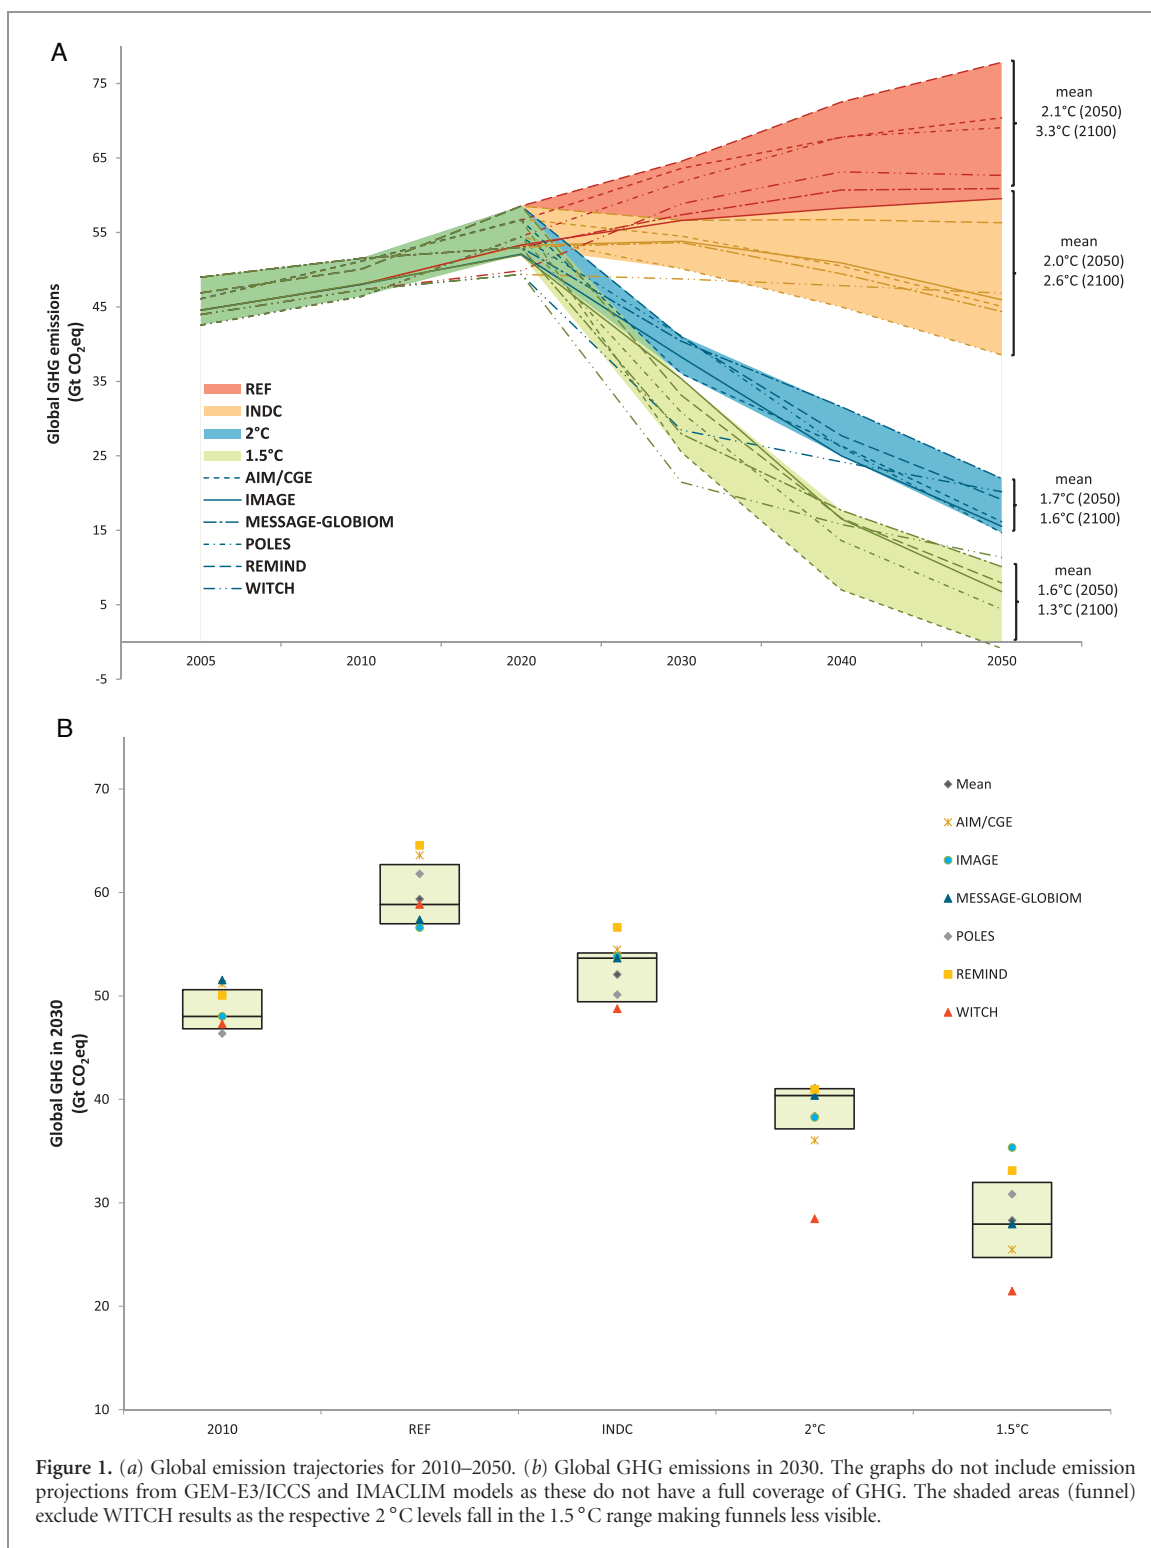 A
75
65
55
45
35
25
15
5
-5
Global GHG emissions
(Gt CO2eq)
REF
INDC
2°C
1.5°C
AIM/CGE
IMAGE
MESSAGE-GLOBIOM
POLES
REMIND
WITCH
mean
2.1°C (2050)
3.3°C (2100)
mean
2.0°C (2050)
2.6°C (2100)
mean
1.7°C (2050)
1.6°C (2100)
mean
1.6°C (2050)
1.3°C (2100)
2005 2010 2020 2030 2040 2050
B
70
60
50
40
30
20
10
Global GHG in 2030
(Gt CO2eq)
Mean
AIM/CGE
IMAGE
MESSAGE-GLOBIOM
POLES
REMIND
WITCH
2010 REF INDC 2°C 1.5°C
Figure 1. (a) Global emission trajectories for 2010–2050. (b) Global GHG emissions in 2030. The graphs do not include emission
projections from GEM-E3/ICCS and IMACLIM models as these do not have a full coverage of GHG. The shaded areas (funnel)
exclude WITCH results as the respective 2 °C levels fall in the 1.5 °C range making funnels less visible.